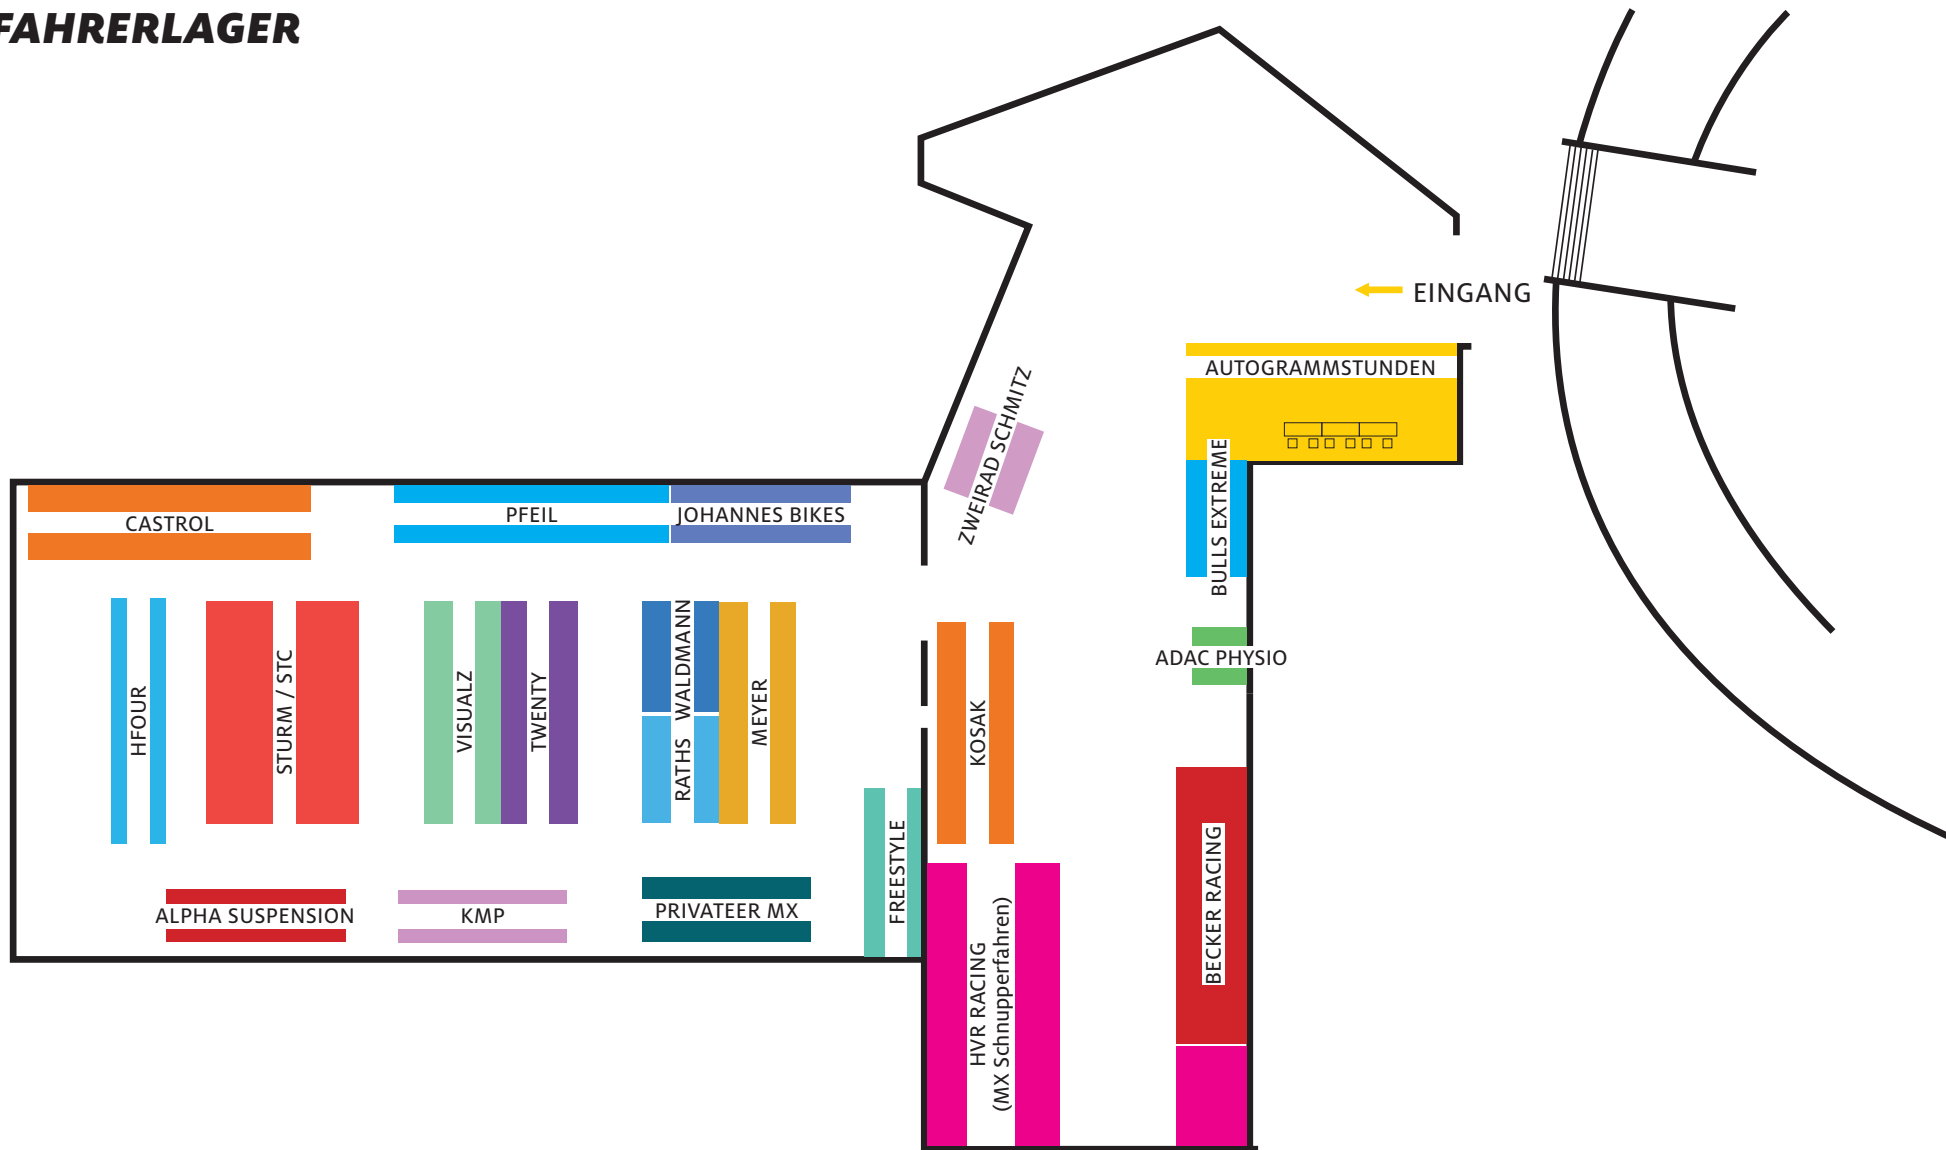 FAHRERLAGER
EINGANG
AUTOGRAMMSTUNDEN
ZWEIRAD SCHMITZ
BULLS EXTREME
CASTROL
PFEIL
JOHANNES BIKES
HFOUR
STURM / STC
VISUALZ
TWENTY
WALDMANN
RATHS
MEYER
KOSAK
ADAC PHYSIO
FREESTYLE
ALPHA SUSPENSION
KMP
PRIVATEER MX
HVR RACING
(MX Schnupperfahren)
BECKER RACING